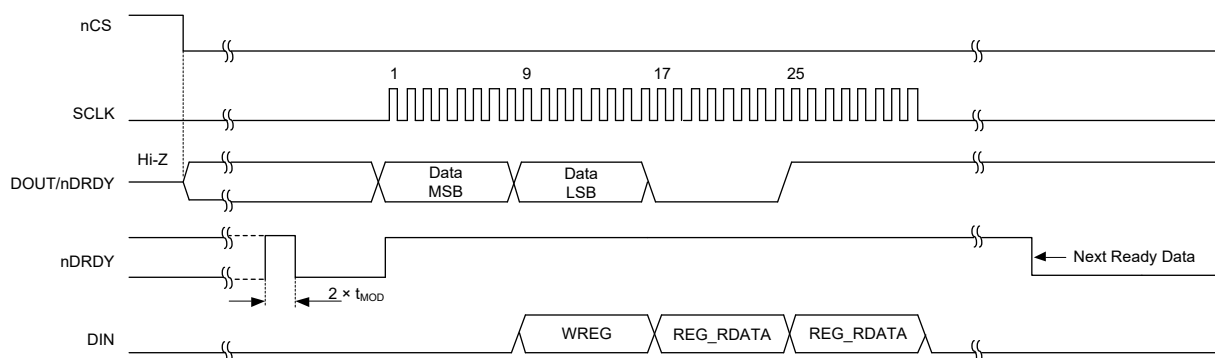 nCS
1 9 17 25
SCLK
Hi-Z
DOUT/nDRDY
Data
MSB
Data
LSB
nDRDY
Next Ready Data
2 × tMOD
DIN
WREG
REG_RDATA
REG_RDATA